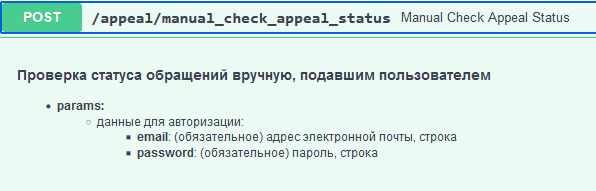 POST /appeal/manual_check_appeal_status Manual Check Appeal Status
Проверка статуса обращений вручную, подавшим пользователем
params:
данные для авторизации:
email: (обязательное) адрес электронной почты, строка
password: (обязательное) пароль, строка